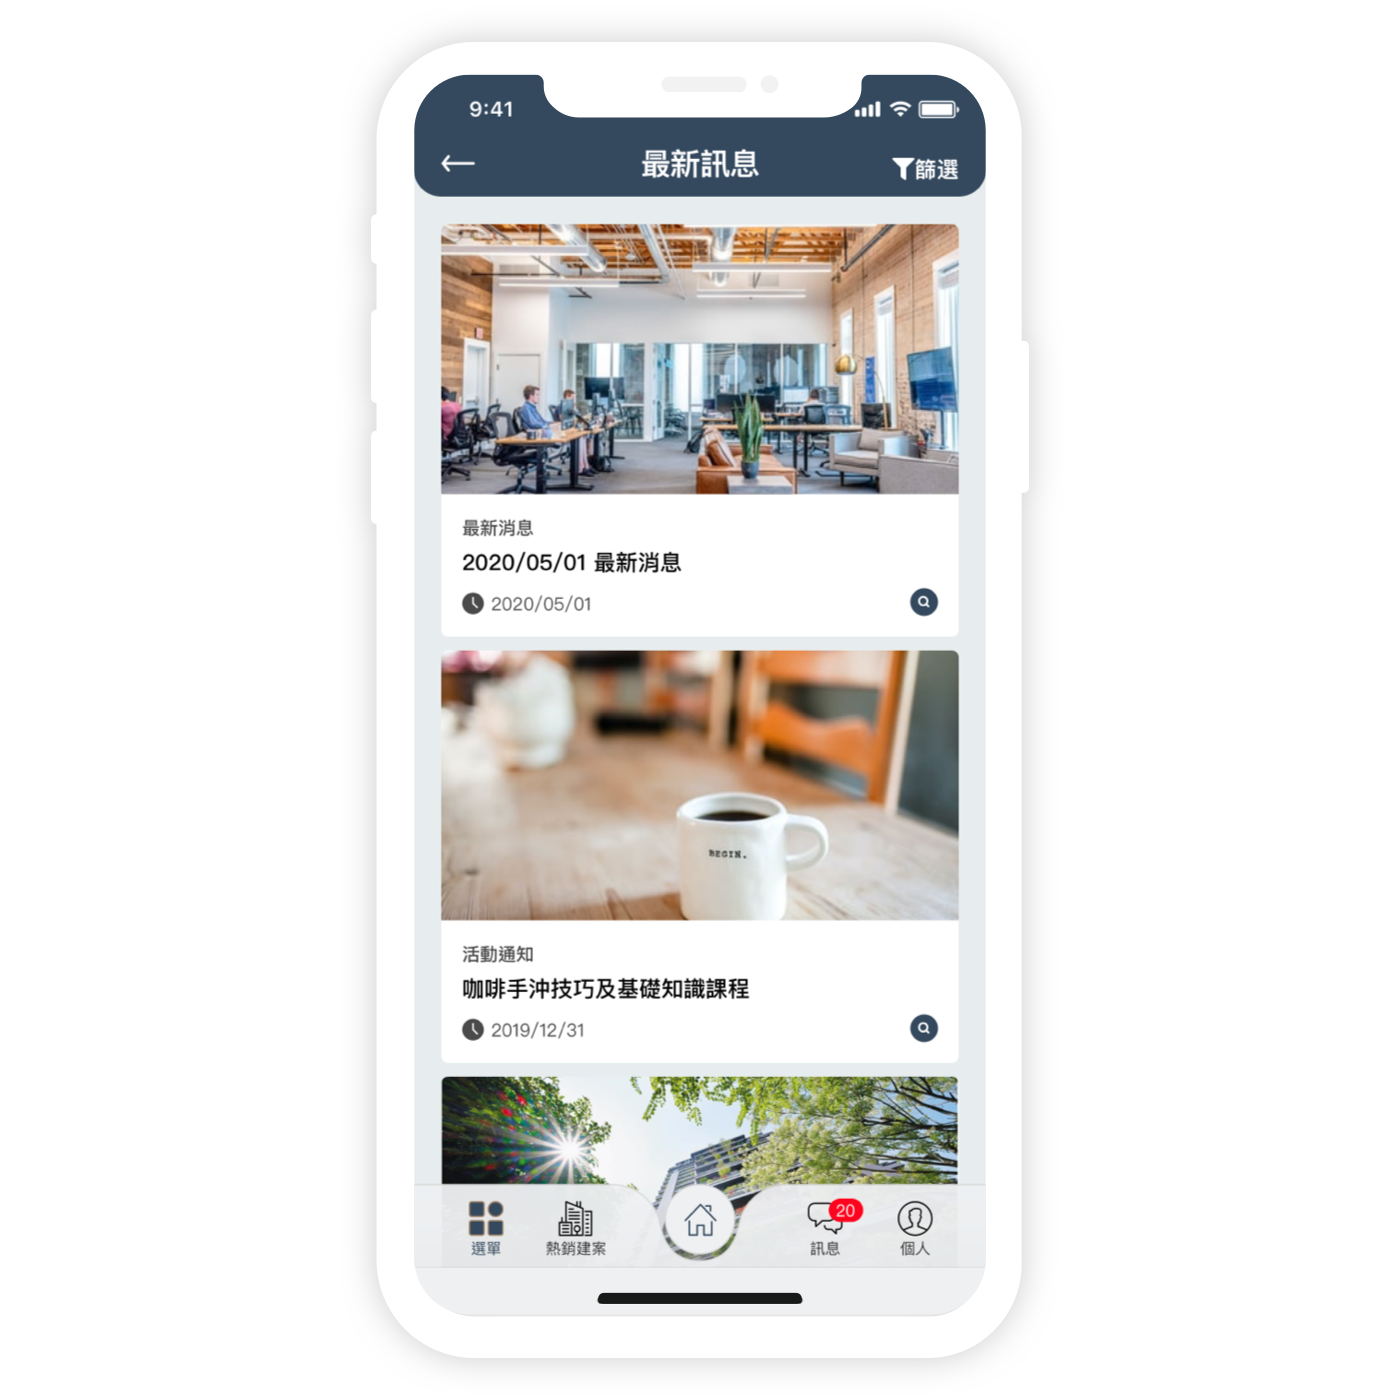 9:41
最新訊息
篩選
最新消息
2020/05/01 最新消息
2020/05/01
BEGIN.
活動通知
咖啡手沖技巧及基礎知識課程
2019/12/31
選單
熱銷建案
20
訊息
個人